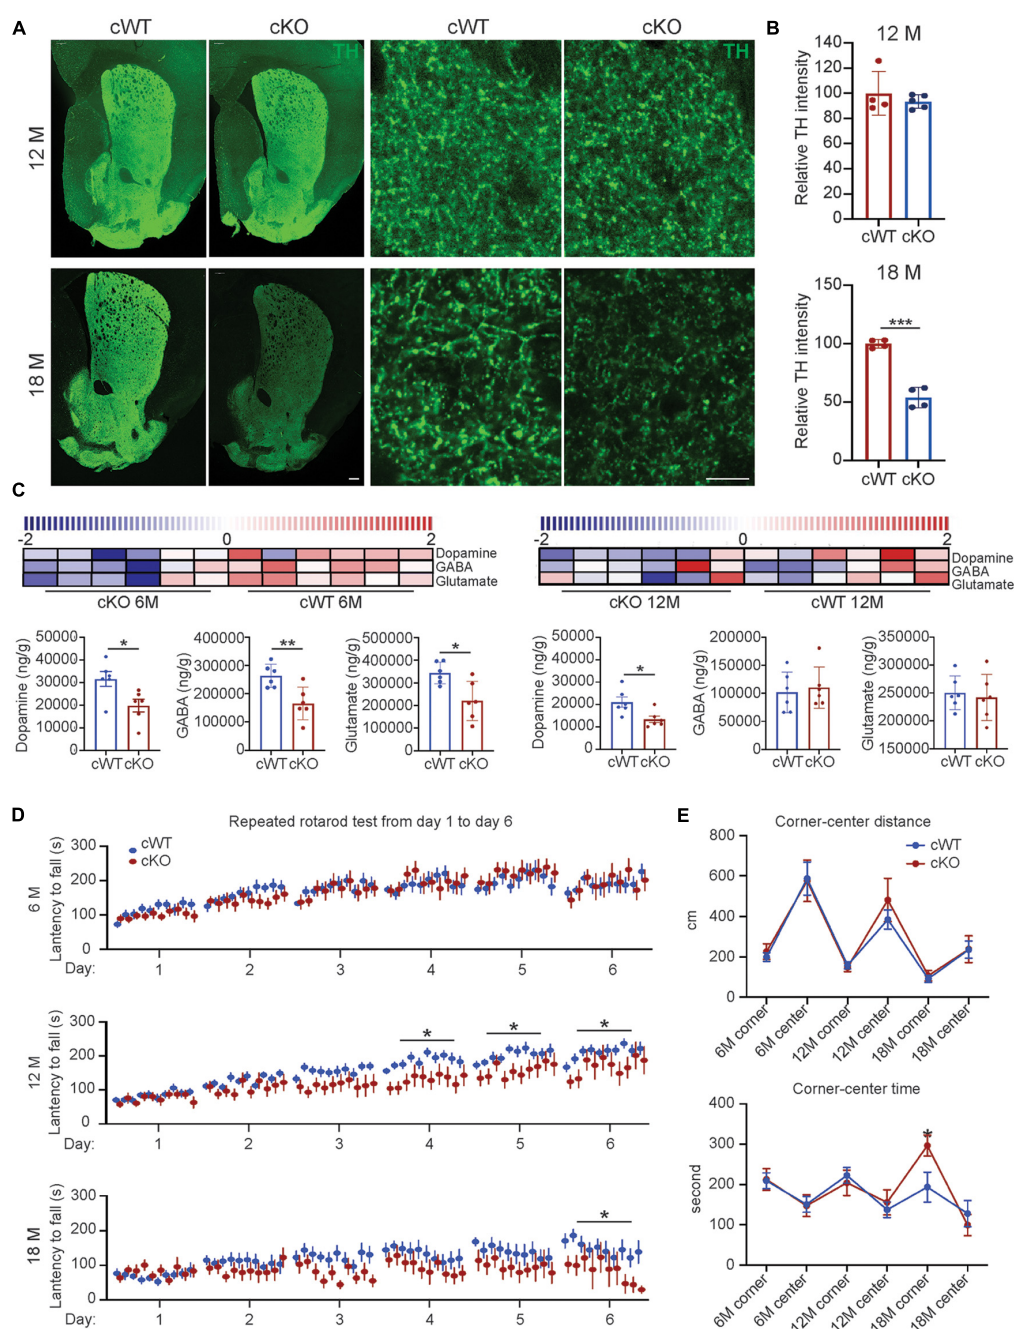 A
cWT
cKO
cWT
cKO
TH
TH
12 M
18 M
B
12 M
Relative TH intensity
140
120
100
80
60
40
20
0
cWT cKO
18 M
Relative TH intensity
150
100
50
0
***
cWT cKO
C
-2
0
2
Dopamine
GABA
Glutamate
cKO 6M
cWT 6M
-2
0
2
Dopamine
GABA
Glutamate
cKO 12M
cWT 12M
Dopamine (ng/g)
50000
40000
30000
20000
10000
0
*
cWT cKO
GABA (ng/g)
400000
300000
200000
100000
0
**
cWT cKO
Glutamate (ng/g)
500000
400000
300000
200000
100000
0
*
cWT cKO
Dopamine (ng/g)
50000
40000
30000
20000
10000
0
*
cWT cKO
GABA (ng/g)
200000
150000
100000
50000
0
cWT cKO
Glutamate (ng/g)
350000
300000
250000
200000
150000
cWT cKO
D
Repeated rotarod test from day 1 to day 6
6 M
Lantency to fall (s)
300
200
100
0
cWT
cKO
Day: 1 2 3 4 5 6
12 M
Lantency to fall (s)
300
200
100
0
* * *
Day: 1 2 3 4 5 6
18 M
Lantency to fall (s)
300
200
100
0
*
Day: 1 2 3 4 5 6
E
Corner-center distance
cm
800
600
400
200
0
cWT
cKO
6M corner
6M center
12M corner
12M center
18M corner
18M center
Corner-center time
second
400
300
200
100
0
*
6M corner
6M center
12M corner
12M center
18M corner
18M center